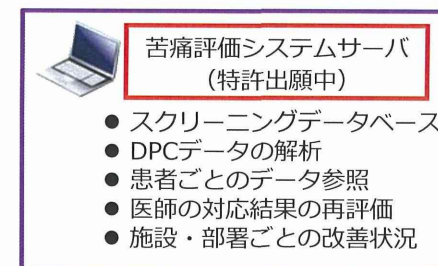 苦痛評価システムサーバ
（特許出願中）
● スクリーニングデータベース
● DPCデータの解析
● 患者ごとのデータ参照
● 医師の対応結果の再評価
● 施設・部署ごとの改善状況